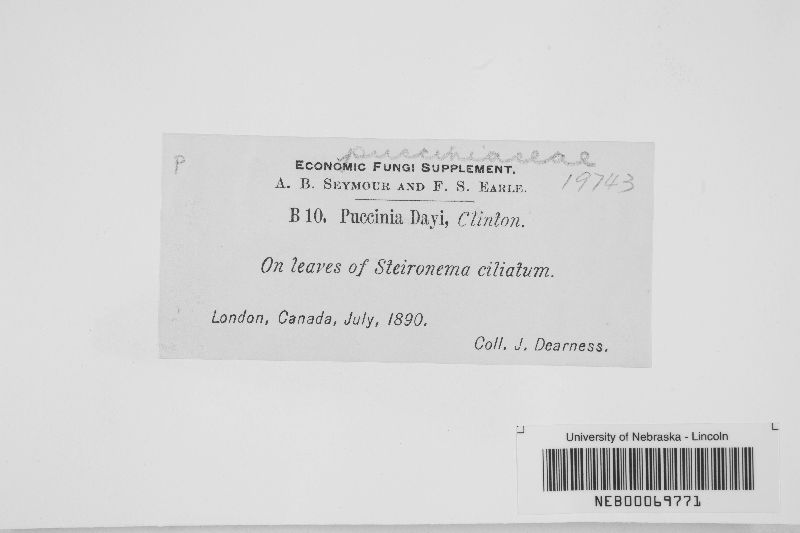 P
pucciniaceae
ECONOMIC FUNGI SUPPLEMENT.
A. B. SEYMOUR AND F. S. EARLE.
19743
B 10. Puccinia Dayi, Clinton.
On leaves of Steironema ciliatum.
London, Canada, July, 1890.
Coll. J. Dearness.
University of Nebraska - Lincoln
NEB00069771